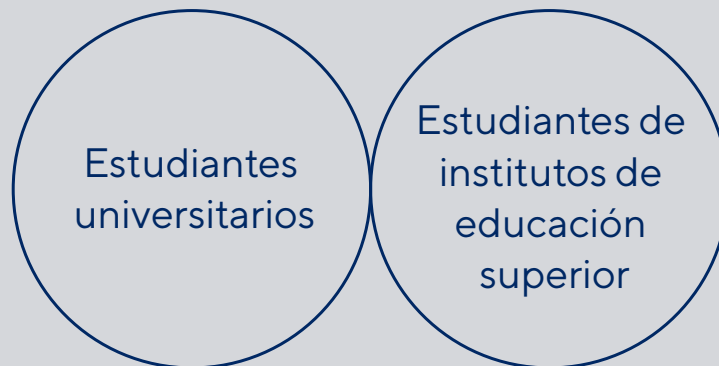 Estudiantes
universitarios
Estudiantes de
institutos de
educación
superior